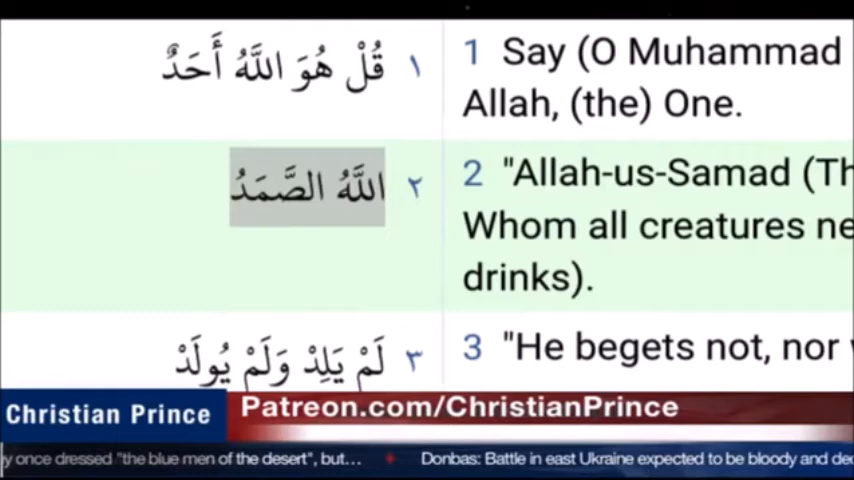 قُلْ هُوَ اللَّهُ أَحَدٌ ١
1 Say (O Muhammad
Allah, (the) One.
اللَّهُ الصَّمَدُ ٢
2 "Allah-us-Samad (Th
Whom all creatures ne
drinks).
لَمْ يَلِدْ وَلَمْ يُولَدْ ٣
3 "He begets not, nor
Christian Prince
Patreon.com/ChristianPrince
y once dressed "the blue men of the desert", but... Donbas: Battle in east Ukraine expected to be bloody and dec